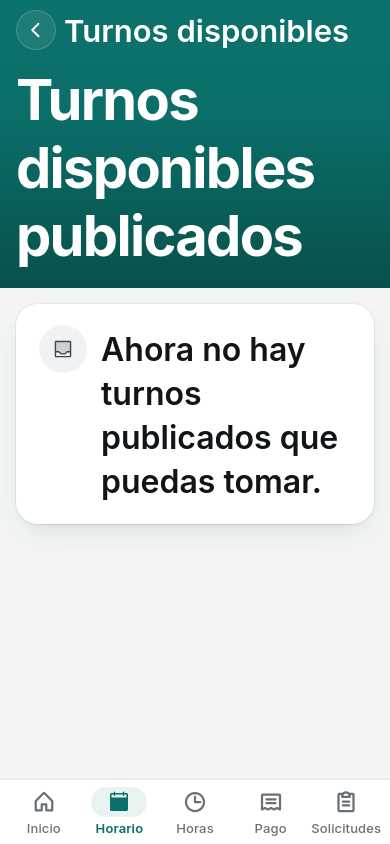 Turnos disponibles
Turnos
disponibles
publicados
Ahora no hay
turnos
publicados que
puedas tomar.
Inicio
Horario
Horas
Pago
Solicitudes